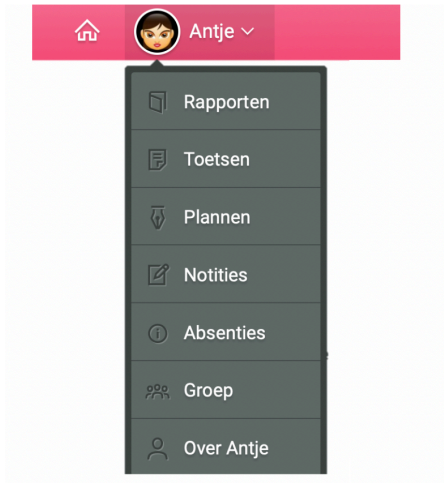 Antje
Rapporten
Toetsen
Plannen
Notities
Absenties
Groep
Over Antje